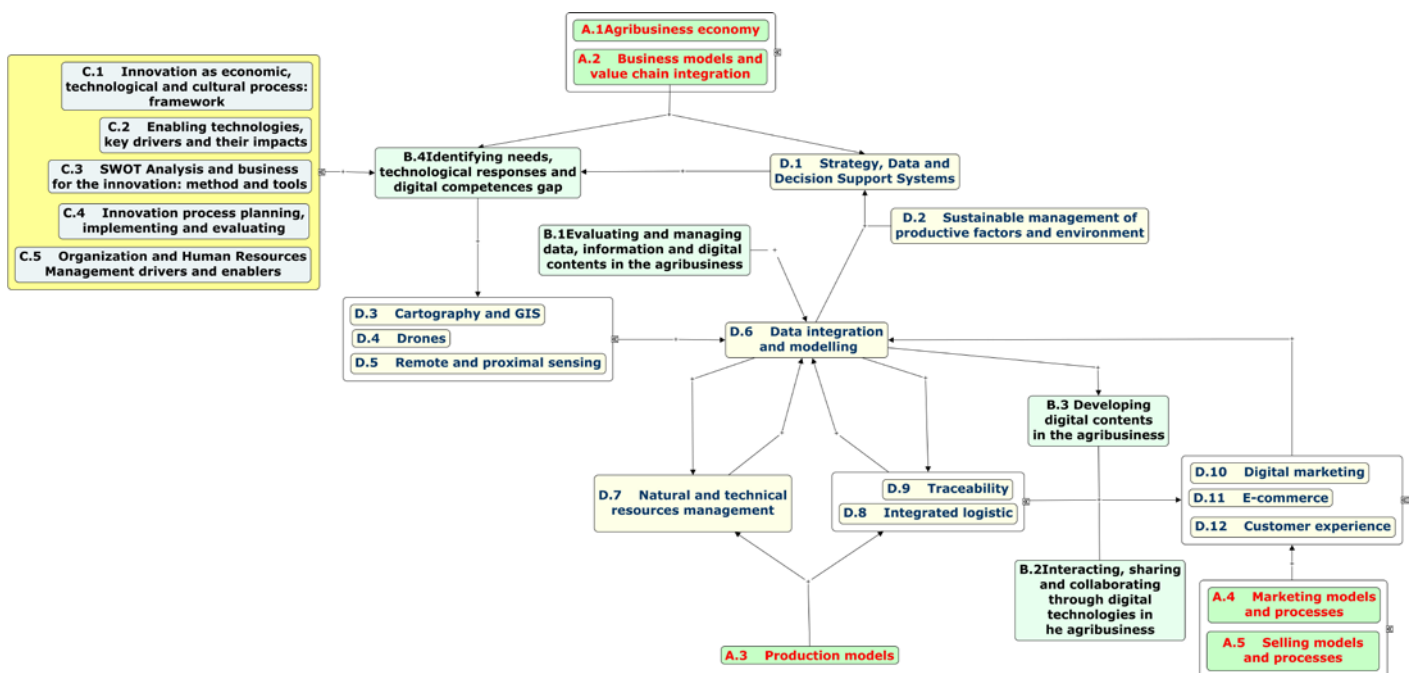 A.1Agribusiness economy
A.2 Business models and
value chain integration
C.1 Innovation as economic,
technological and cultural process:
framework
C.2 Enabling technologies,
key drivers and their impacts
C.3 SWOT Analysis and business
for the innovation: method and tools
C.4 Innovation process planning,
implementing and evaluating
C.5 Organization and Human Resources
Management drivers and enablers
B.4Identifying needs,
technological responses and
digital competences gap
D.1 Strategy, Data and
Decision Support Systems
D.2 Sustainable management of
productive factors and environment
B.1Evaluating and managing
data, information and digital
contents in the agribusiness
D.3 Cartography and GIS
D.4 Drones
D.5 Remote and proximal sensing
D.6 Data integration
and modelling
B.3 Developing
digital contents
in the agribusiness
D.7 Natural and technical
resources management
D.9 Traceability
D.8 Integrated logistic
D.10 Digital marketing
D.11 E-commerce
D.12 Customer experience
B.2Interacting, sharing
and collaborating
through digital
technologies in
he agribusiness
A.4 Marketing models
and processes
A.5 Selling models
and processes
A.3 Production models